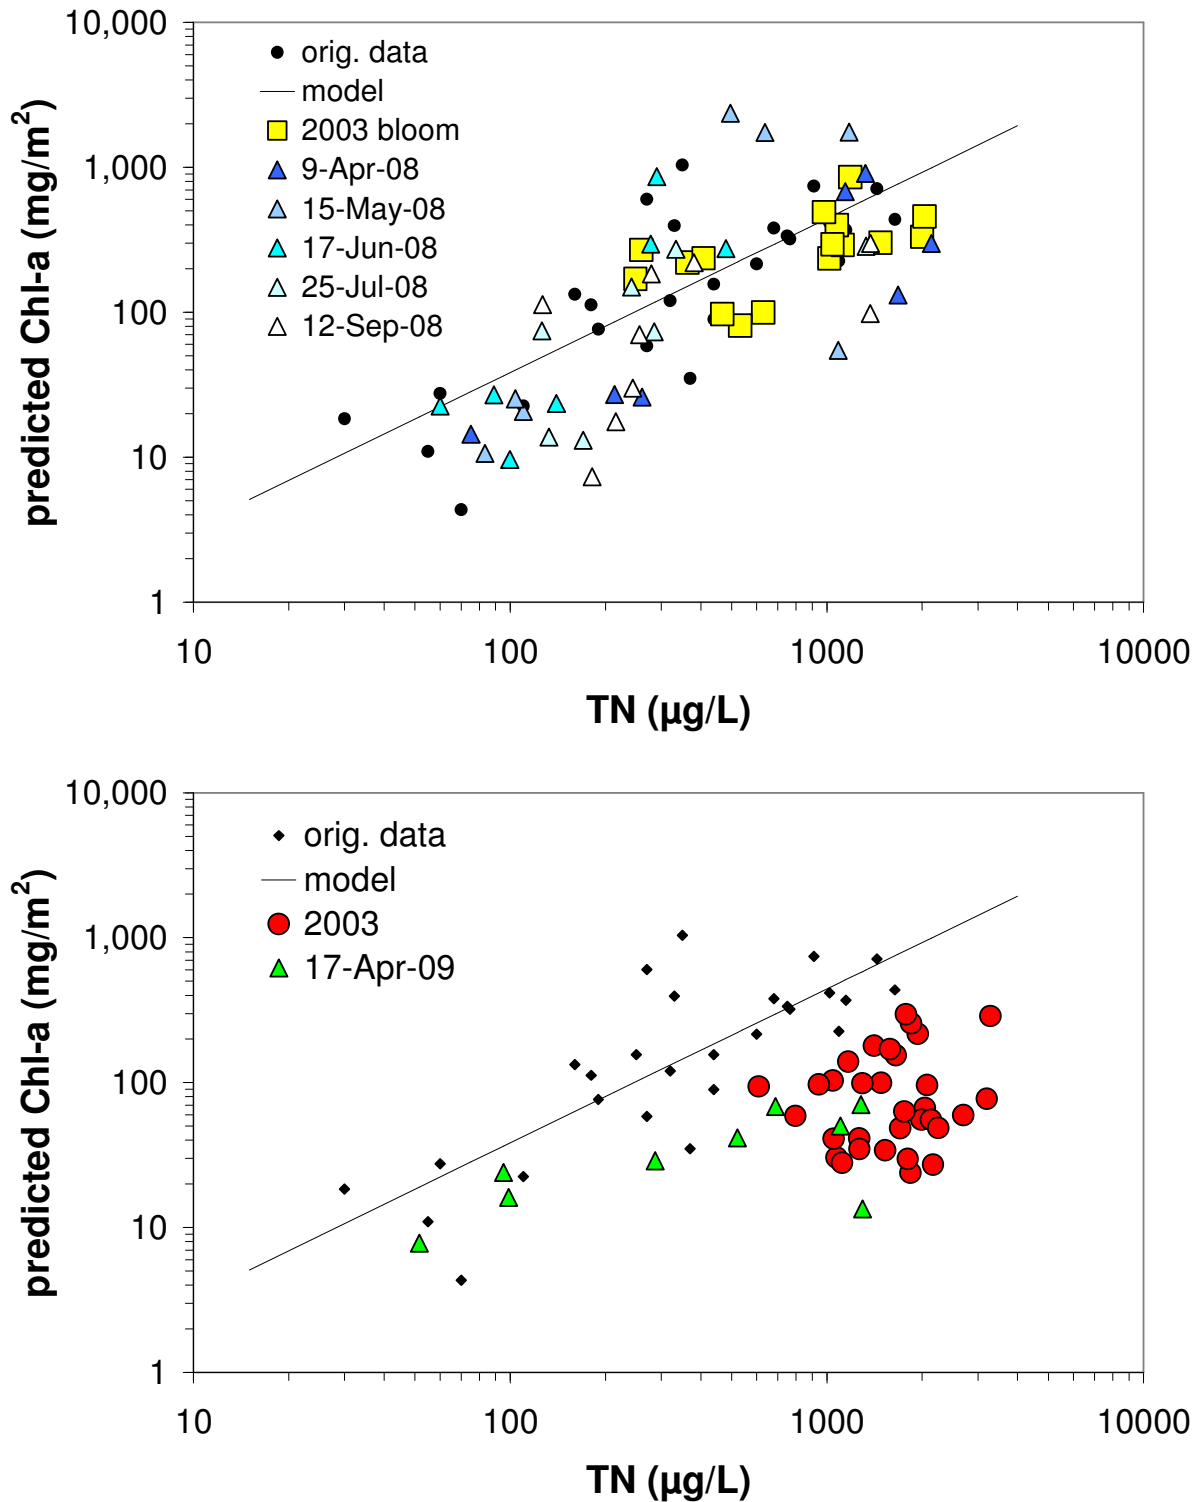 10,000
1,000
100
10
1
predicted Chl-a (mg/m²)
orig. data
model
2003 bloom
9-Apr-08
15-May-08
17-Jun-08
25-Jul-08
12-Sep-08
10 100 1000 10000
TN (µg/L)
10,000
1,000
100
10
1
predicted Chl-a (mg/m²)
orig. data
model
2003
17-Apr-09
10 100 1000 10000
TN (µg/L)